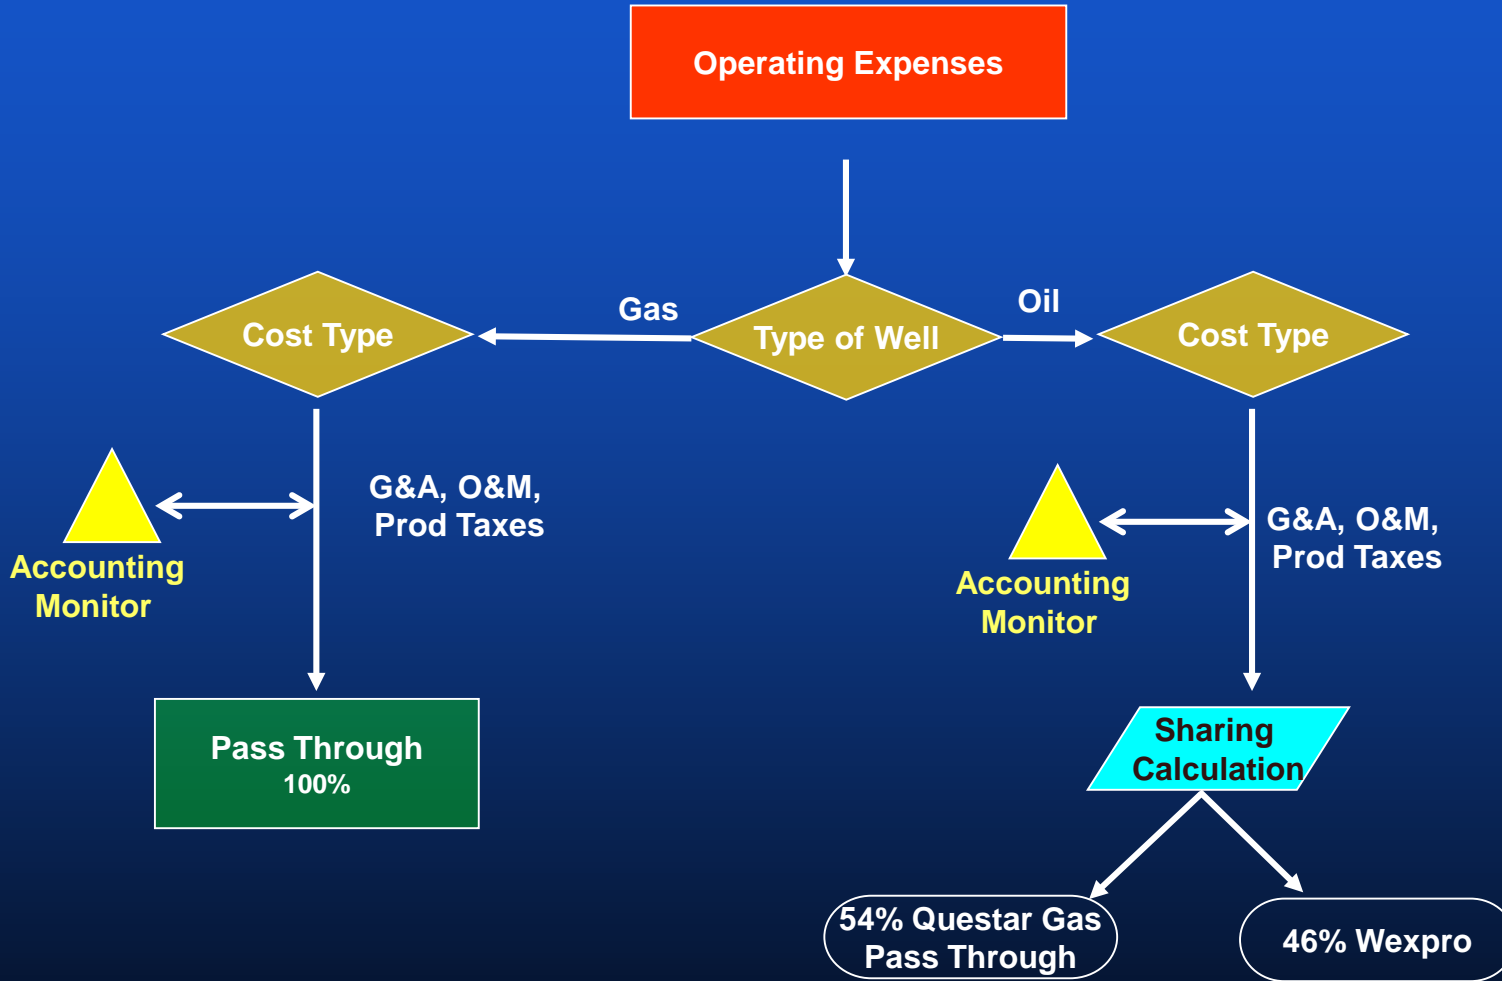 Operating Expenses
Gas
Oil
Cost Type
Type of Well
Cost Type
G&A, O&M,
Prod Taxes
Accounting
Monitor
G&A, O&M,
Prod Taxes
Accounting
Monitor
Pass Through
100%
Sharing
Calculation
54% Questar Gas
Pass Through
46% Wexpro